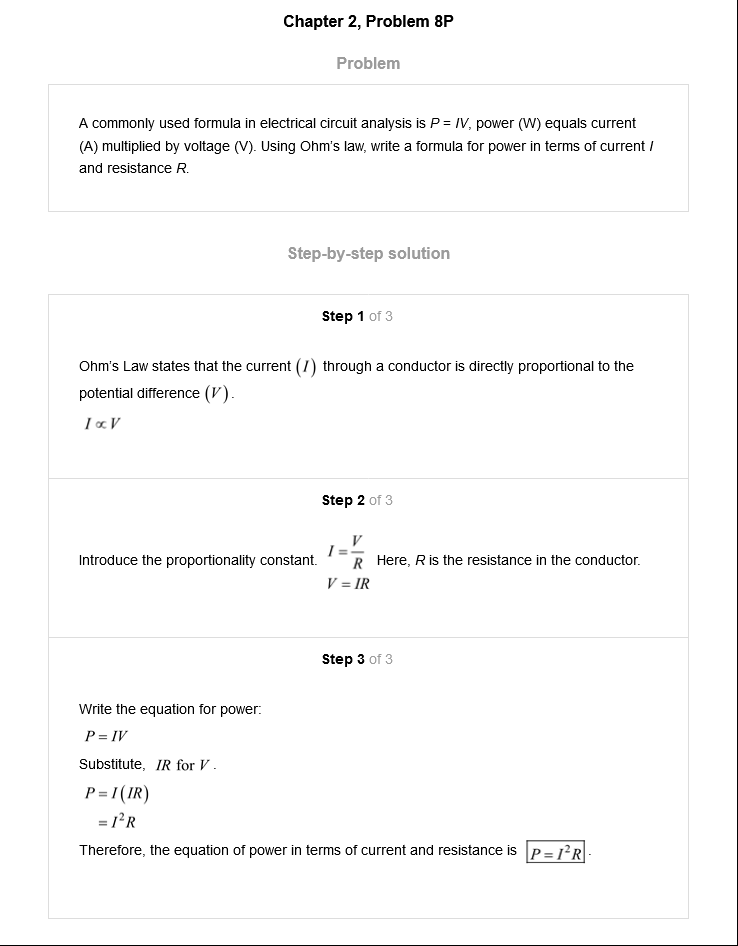 Chapter 2, Problem 8P
Problem
A commonly used formula in electrical circuit analysis is P = IV, power (W) equals current
(A) multiplied by voltage (V). Using Ohm's law, write a formula for power in terms of current I
and resistance R.
Step-by-step solution
Step 1 of 3
Ohm's Law states that the current (I) through a conductor is directly proportional to the
potential difference (V).
I ∝ V
Step 2 of 3
Introduce the proportionality constant. I = V/R Here, R is the resistance in the conductor.
V = IR
Step 3 of 3
Write the equation for power:
P = IV
Substitute, IR for V.
P = I(IR)
= I²R
Therefore, the equation of power in terms of current and resistance is P = I²R.